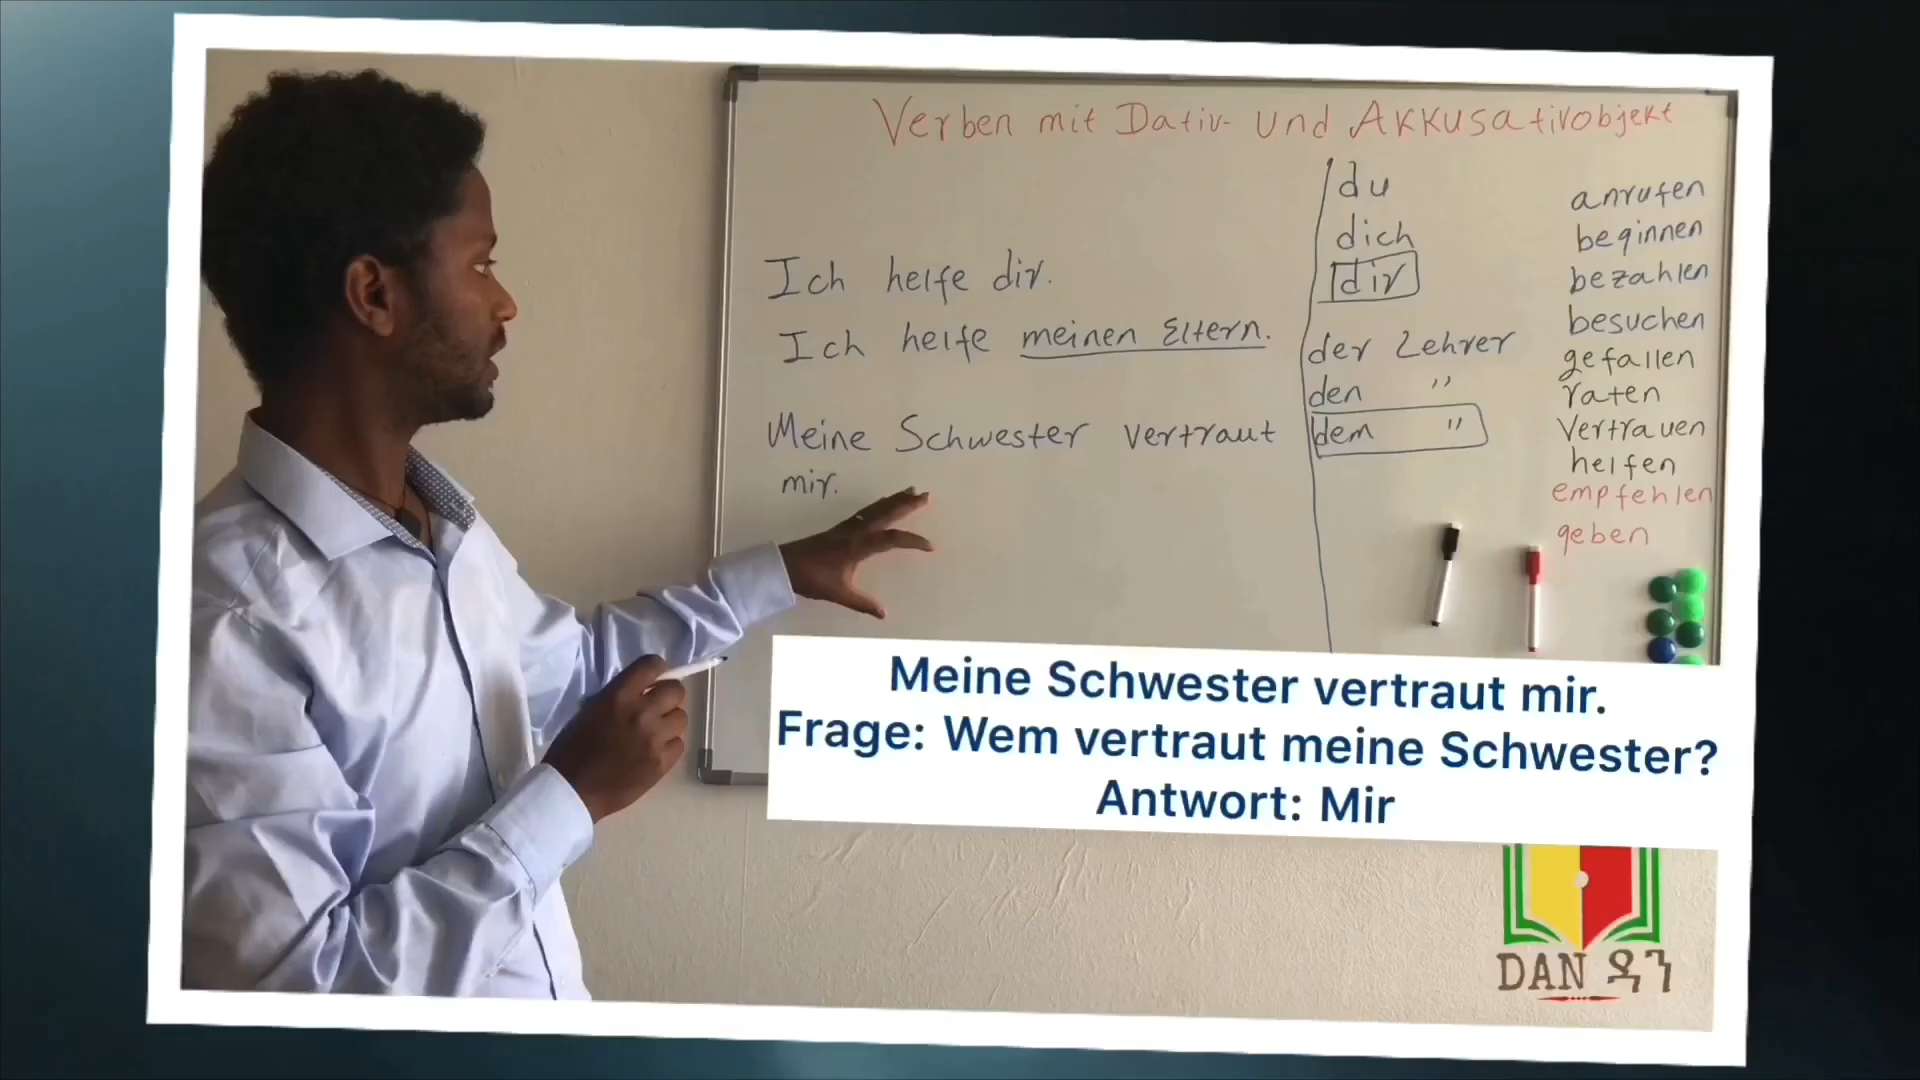 Verben mit Dativ- und Akkusativobjekt
Ich helfe dir.
Ich helfe meinen Eltern.
Meine Schwester vertraut
mir.
du
dich
dir
der Lehrer
den "
dem "
anrufen
beginnen
bezahlen
besuchen
gefallen
raten
Vertrauen
helfen
empfehlen
geben
Meine Schwester vertraut mir.
Frage: Wem vertraut meine Schwester?
Antwort: Mir
DAN ዳን